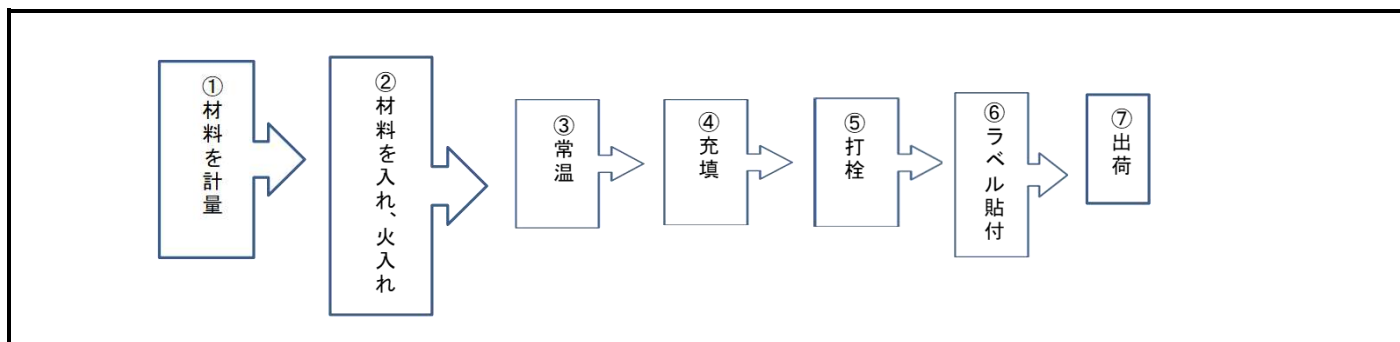 ①材料を計量
②材料を入れ、火入れ
③常温
④充填
⑤打栓
⑥ラベル貼付
⑦出荷